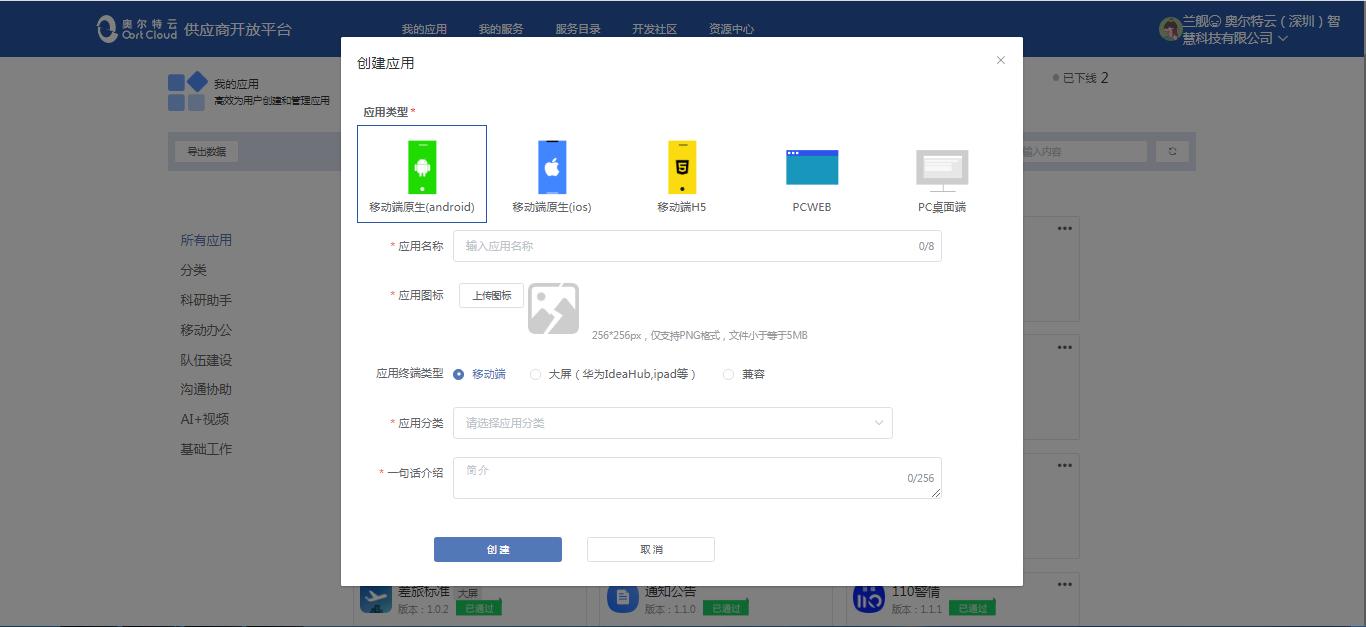 奥尔特云
Oort Cloud
供应商开放平台
我的应用
我的服务
服务目录
开发社区
资源中心
兰舰 奥尔特云（深圳）智
慧科技有限公司
我的应用
高效为用户创建和管理应用
已下线 2
导出数据
输入内容
所有应用
分类
科研助手
移动办公
队伍建设
沟通协助
AI+视频
基础工作
创建应用
应用类型 *
移动端原生(android)
移动端原生(ios)
移动端H5
PCWEB
PC桌面端
* 应用名称
输入应用名称
0/8
* 应用图标
上传图标
256*256px，仅支持PNG格式，文件小于等于5MB
应用终端类型
移动端
大屏（华为IdeaHub,ipad等）
兼容
* 应用分类
请选择应用分类
* 一句话介绍
简介
0/256
创建
取消
差旅标准 大屏
版本：1.0.2 已通过
通知公告
版本：1.1.0 已通过
110
110警情
版本：1.1.1 已通过